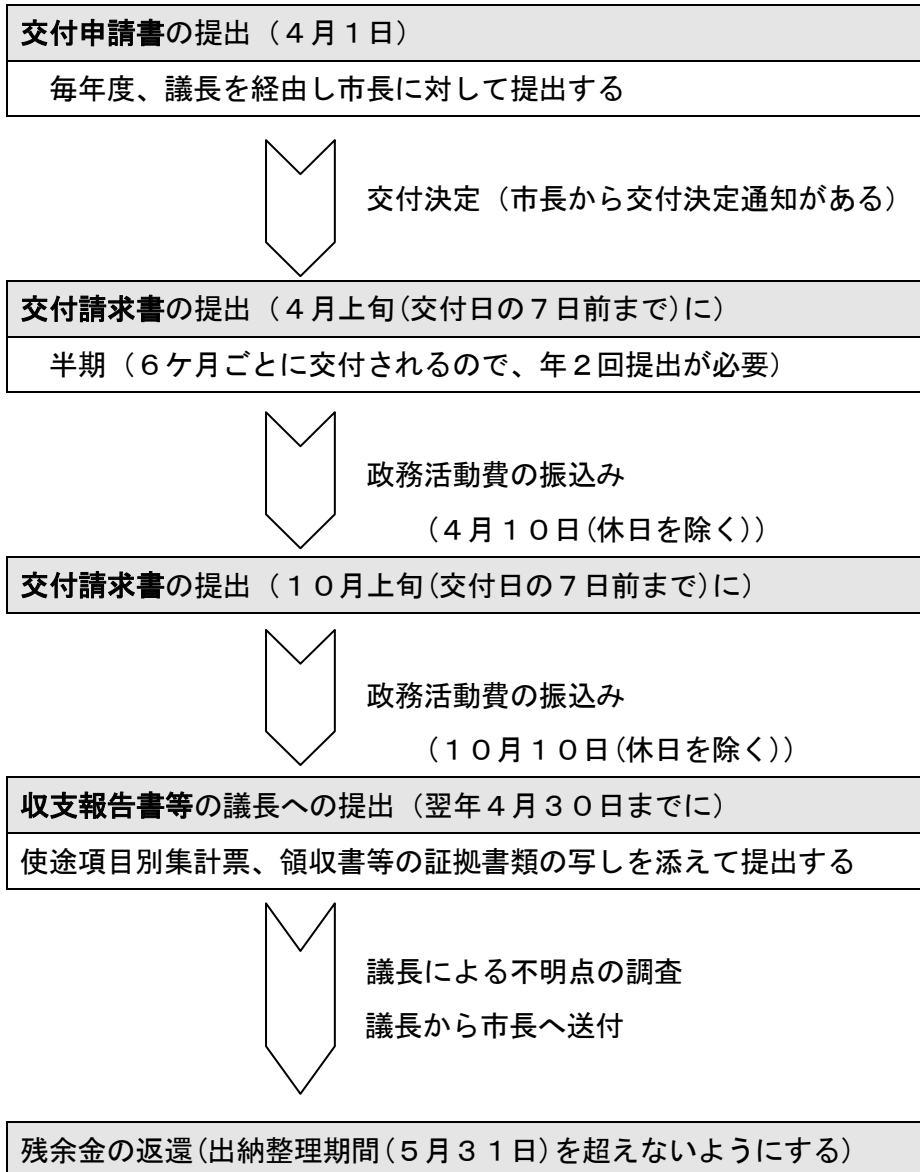 交付申請書の提出（４月１日）
毎年度、議長を経由し市長に対して提出する
交付決定（市長から交付決定通知がある）
交付請求書の提出（４月上旬(交付日の７日前まで)に）
半期（６ケ月ごとに交付されるので、年２回提出が必要）
政務活動費の振込み
（４月１０日(休日を除く)）
交付請求書の提出（１０月上旬(交付日の７日前まで)に）
政務活動費の振込み
（１０月１０日(休日を除く)）
収支報告書等の議長への提出（翌年４月３０日までに）
使途項目別集計票、領収書等の証拠書類の写しを添えて提出する
議長による不明点の調査
議長から市長へ送付
残余金の返還(出納整理期間(５月３１日)を超えないようにする)